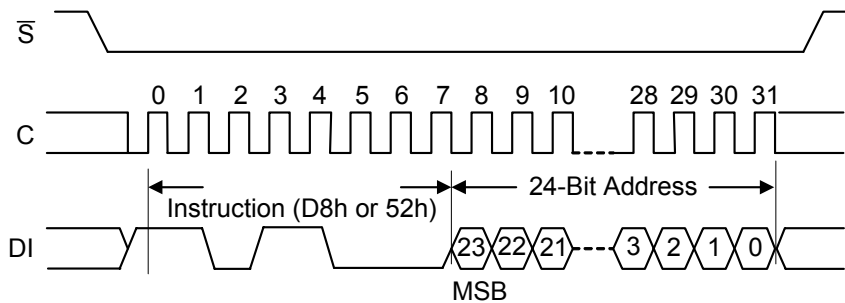 S̅
0 1 2 3 4 5 6 7 8 9 10 28 29 30 31
C
24-Bit Address
Instruction (D8h or 52h)
DI
23 22 21 3 2 1 0
MSB